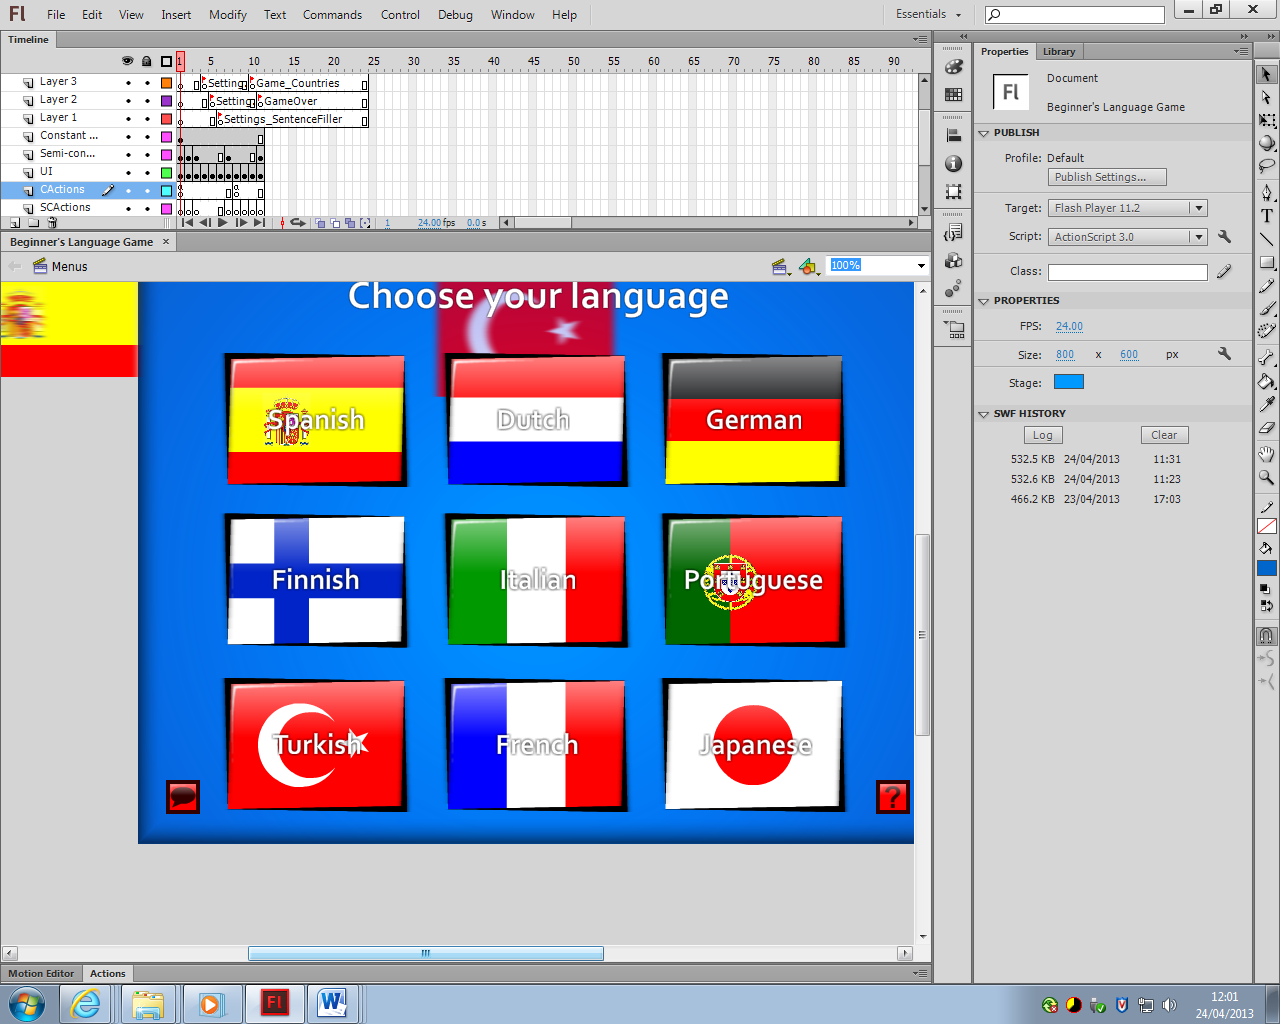 Fl File Edit View Insert Modify Text Commands Control Debug Window Help Essentials
Timeline
1 5 10 15 20 25 30 35 40 45 50 55 60 65 70 75 80 85 90
Layer 3 Setting Game_Countries
Layer 2 Setting GameOver
Layer 1 Settings_SentenceFiller
Constant ...
Semi-con...
UI
CActions
SCActions
1 24.00 fps 0.0 s
Beginner's Language Game
Menus 100%
Choose your language
Spanish Dutch German
Finnish Italian Portuguese
Turkish French Japanese
?
Motion Editor Actions
Properties Library
Fl Document
Beginner's Language Game
PUBLISH
Profile: Default
Publish Settings...
Target: Flash Player 11.2
Script: ActionScript 3.0
Class:
PROPERTIES
FPS: 24.00
Size: 800 x 600 px
Stage:
SWF HISTORY
Log Clear
532.5 KB 24/04/2013 11:31
532.6 KB 24/04/2013 11:23
466.2 KB 23/04/2013 17:03
T
Fl W
12:01
24/04/2013